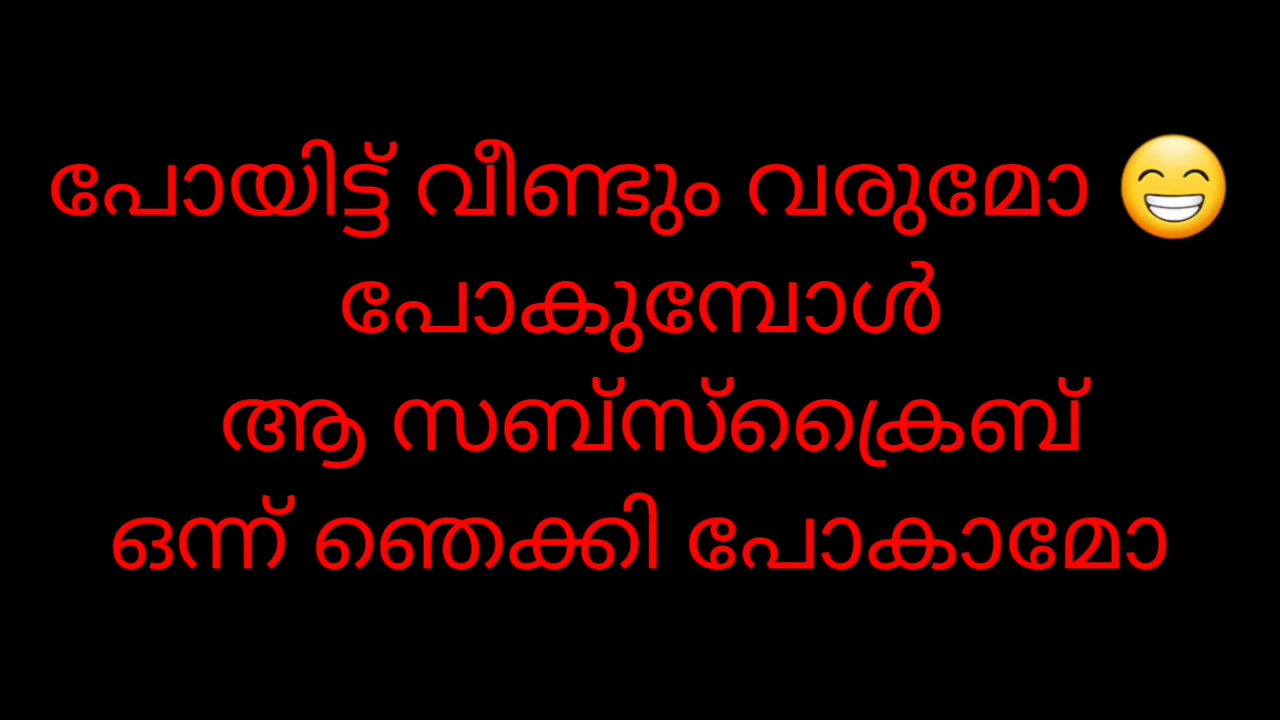 പോയിട്ട് വീണ്ടും വരുമോ 😁
പോകുമ്പോൾ
ആ സബ്സ്ക്രൈബ്
ഒന്ന് ഞെക്കി പോകാമോ